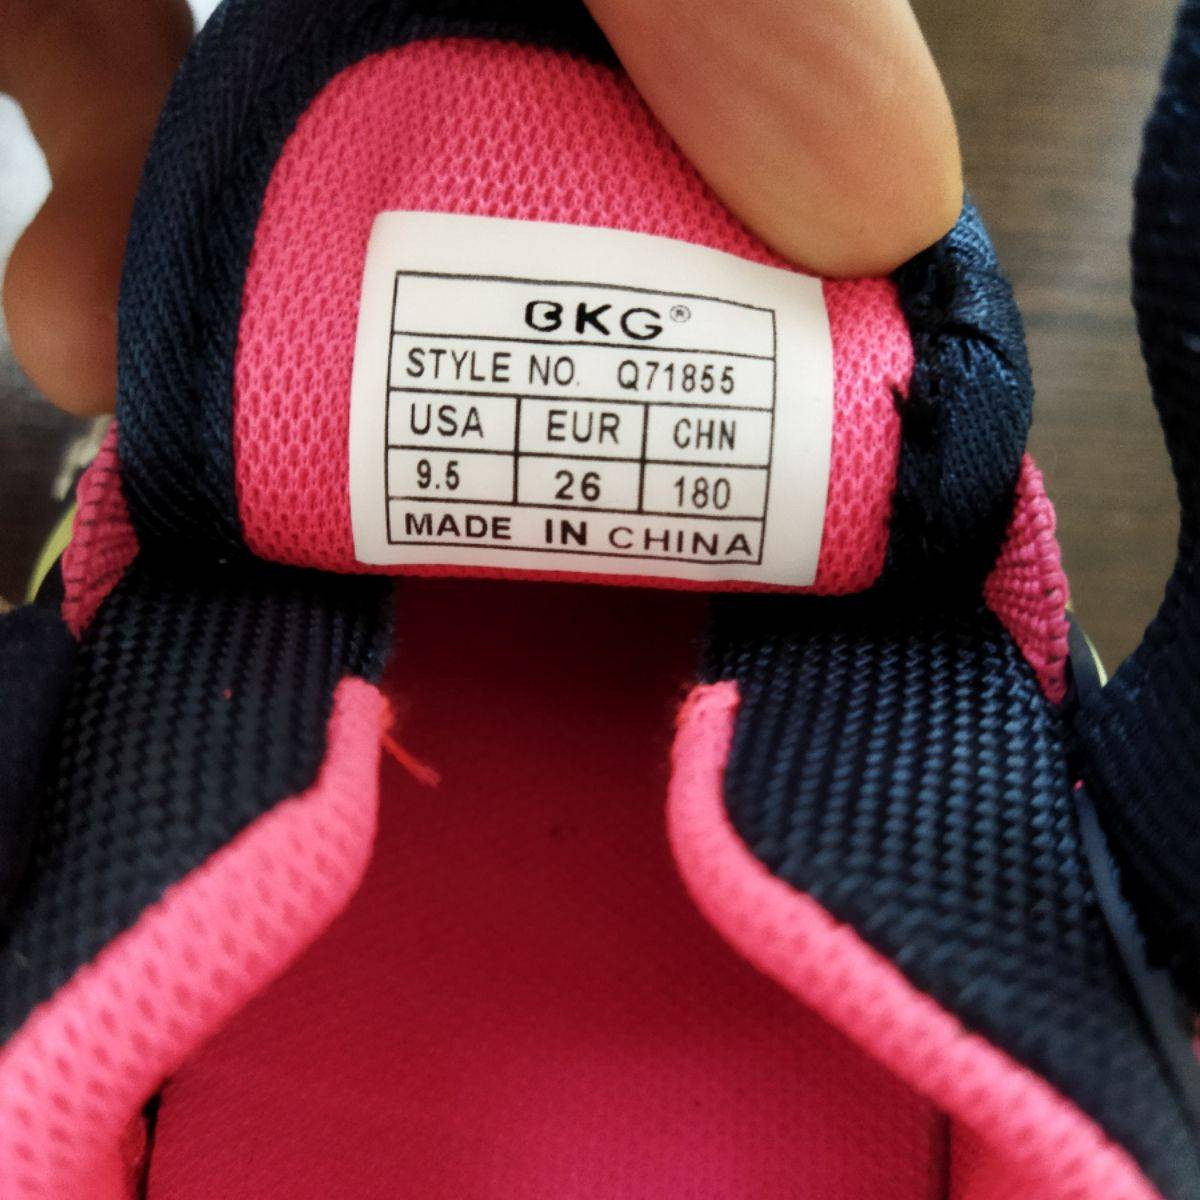 BKG®
STYLE NO. Q71855
USA EUR CHN
9.5 26 180
MADE IN CHINA